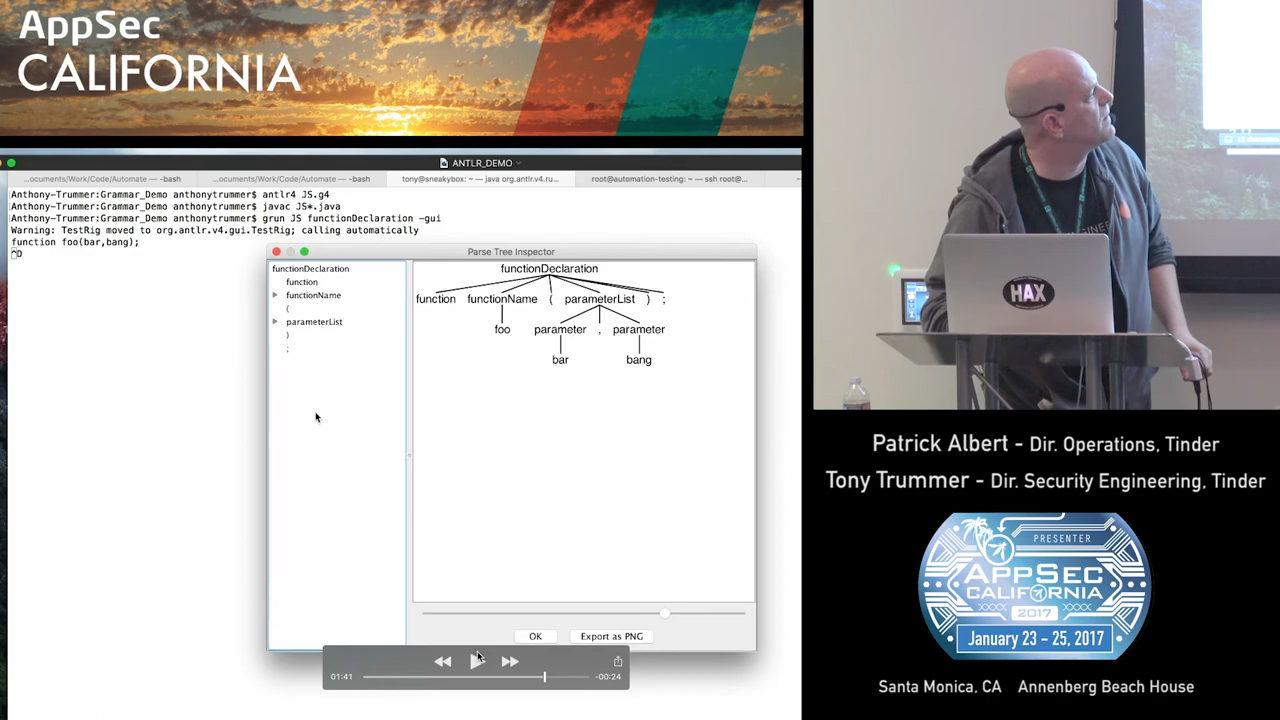 AppSec
CALIFORNIA
ANTLR_DEMO
...ocuments/Work/Code/Automate — -bash
...ocuments/Work/Code/Automate — -bash
tony@sneakybox: ~ — java org.antlr.v4.ru...
root@automation-testing: ~ — ssh root@...
Anthony-Trummer:Grammar_Demo anthonytrummer$ antlr4 JS.g4
Anthony-Trummer:Grammar_Demo anthonytrummer$ javac JS*.java
Anthony-Trummer:Grammar_Demo anthonytrummer$ grun JS functionDeclaration -gui
Warning: TestRig moved to org.antlr.v4.gui.TestRig; calling automatically
function foo(bar,bang);
^D
Parse Tree Inspector
functionDeclaration
function
functionName
(
parameterList
)
;
functionDeclaration
function functionName ( parameterList ) ;
foo parameter , parameter
bar bang
OK Export as PNG
01:41 -00:24
HAX
Patrick Albert - Dir. Operations, Tinder
Tony Trummer - Dir. Security Engineering, Tinder
PRESENTER
APPSEC
CALIFORNIA
2017
January 23 - 25, 2017
Santa Monica, CA Annenberg Beach House